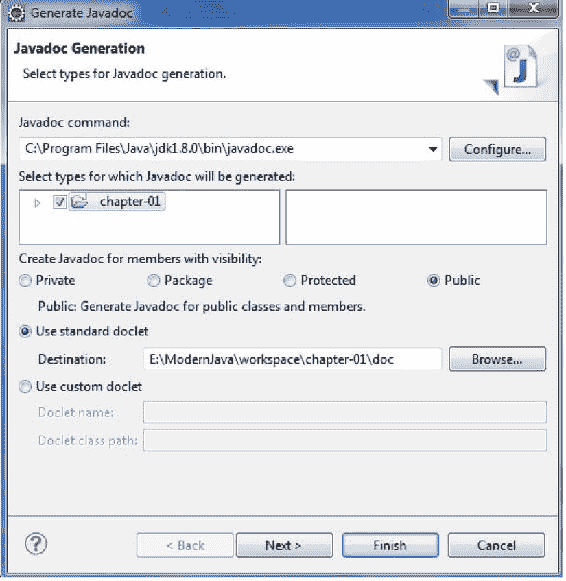 Generate Javadoc
Javadoc Generation
Select types for Javadoc generation.
@
J
Javadoc command:
C:\Program Files\Java\jdk1.8.0\bin\javadoc.exe
Configure...
Select types for which Javadoc will be generated:
chapter-01
Create Javadoc for members with visibility:
Private Package Protected Public
Public: Generate Javadoc for public classes and members.
Use standard doclet
Destination: E:\ModernJava\workspace\chapter-01\doc Browse...
Use custom doclet
Doclet name:
Doclet class path:
? < Back Next > Finish Cancel